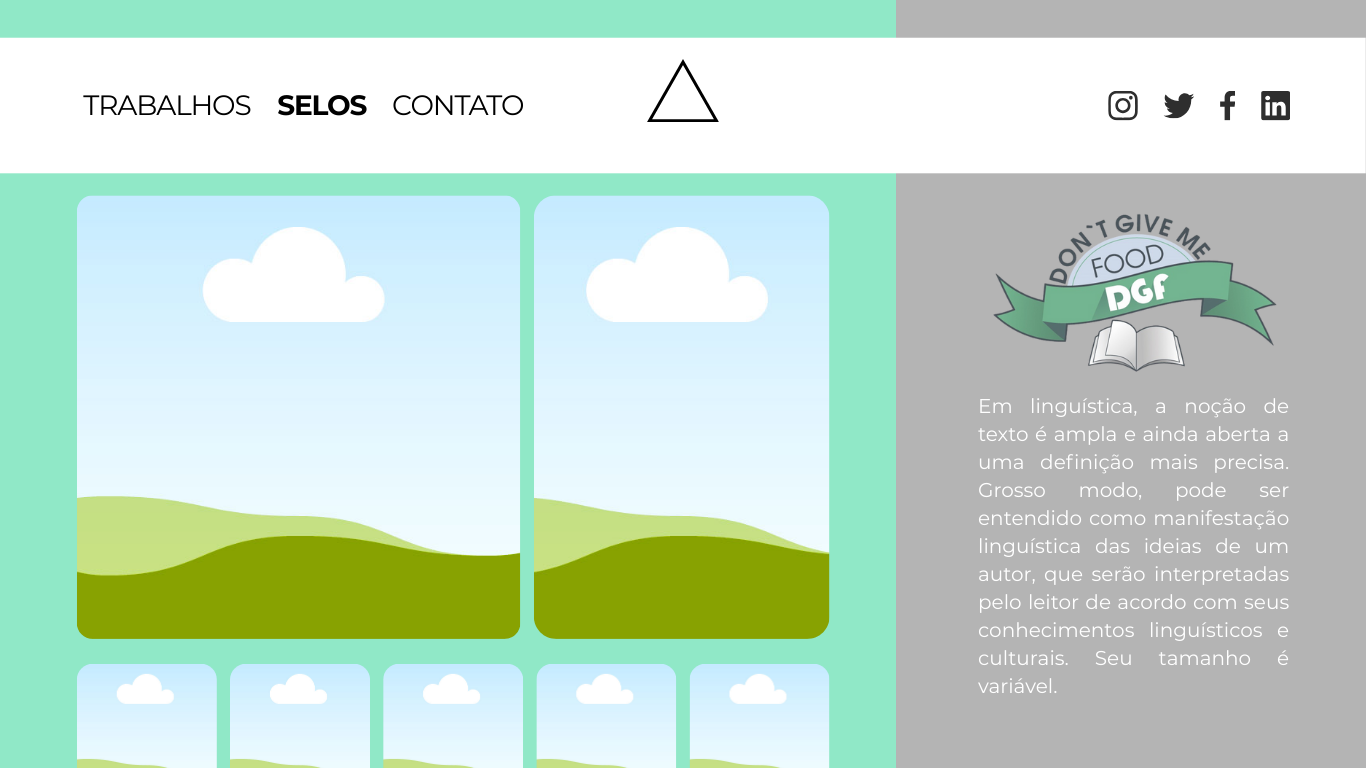 TRABALHOS SELOS CONTATO
DON`T GIVE ME
FOOD
DGF
Em linguística, a noção de
texto é ampla e ainda aberta a
uma definição mais precisa.
Grosso modo, pode ser
entendido como manifestação
linguística das ideias de um
autor, que serão interpretadas
pelo leitor de acordo com seus
conhecimentos linguísticos e
culturais. Seu tamanho é
variável.